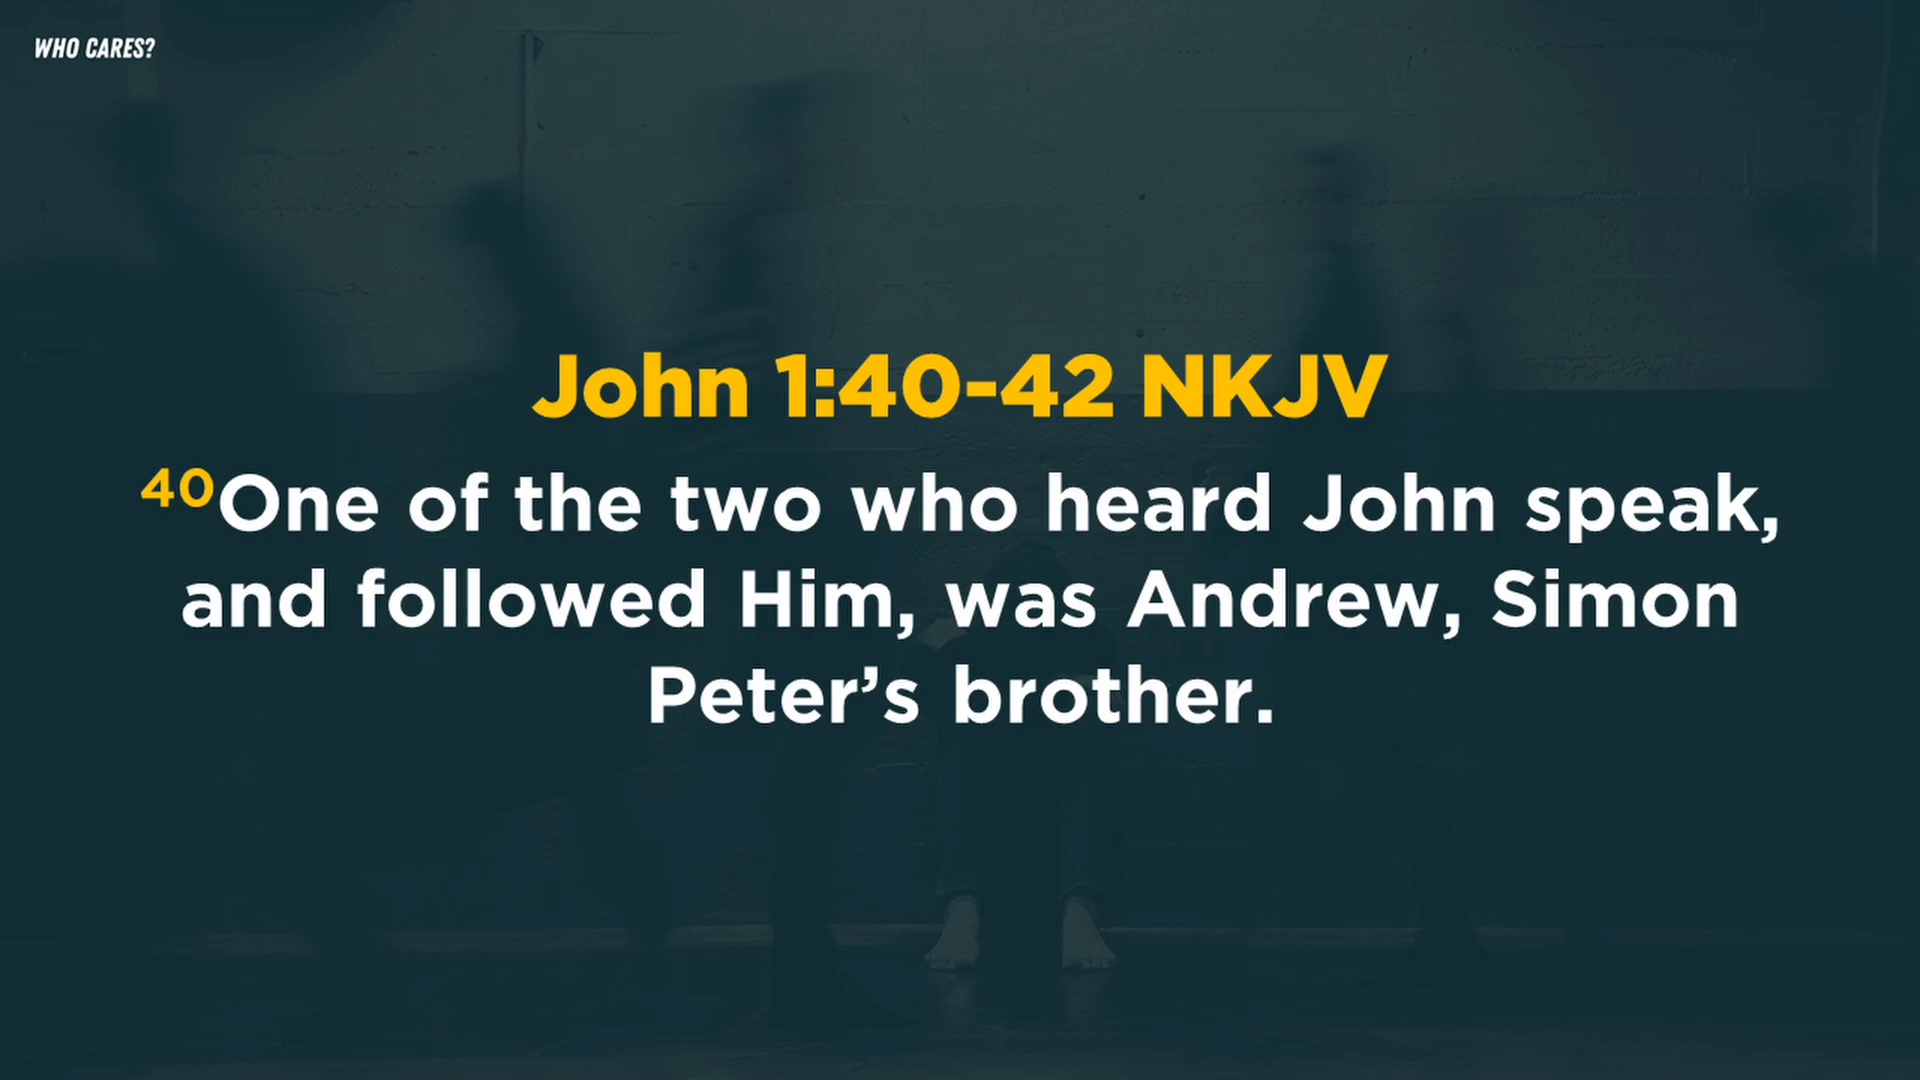 WHO CARES?
John 1:40-42 NKJV
40One of the two who heard John speak,
and followed Him, was Andrew, Simon
Peter’s brother.